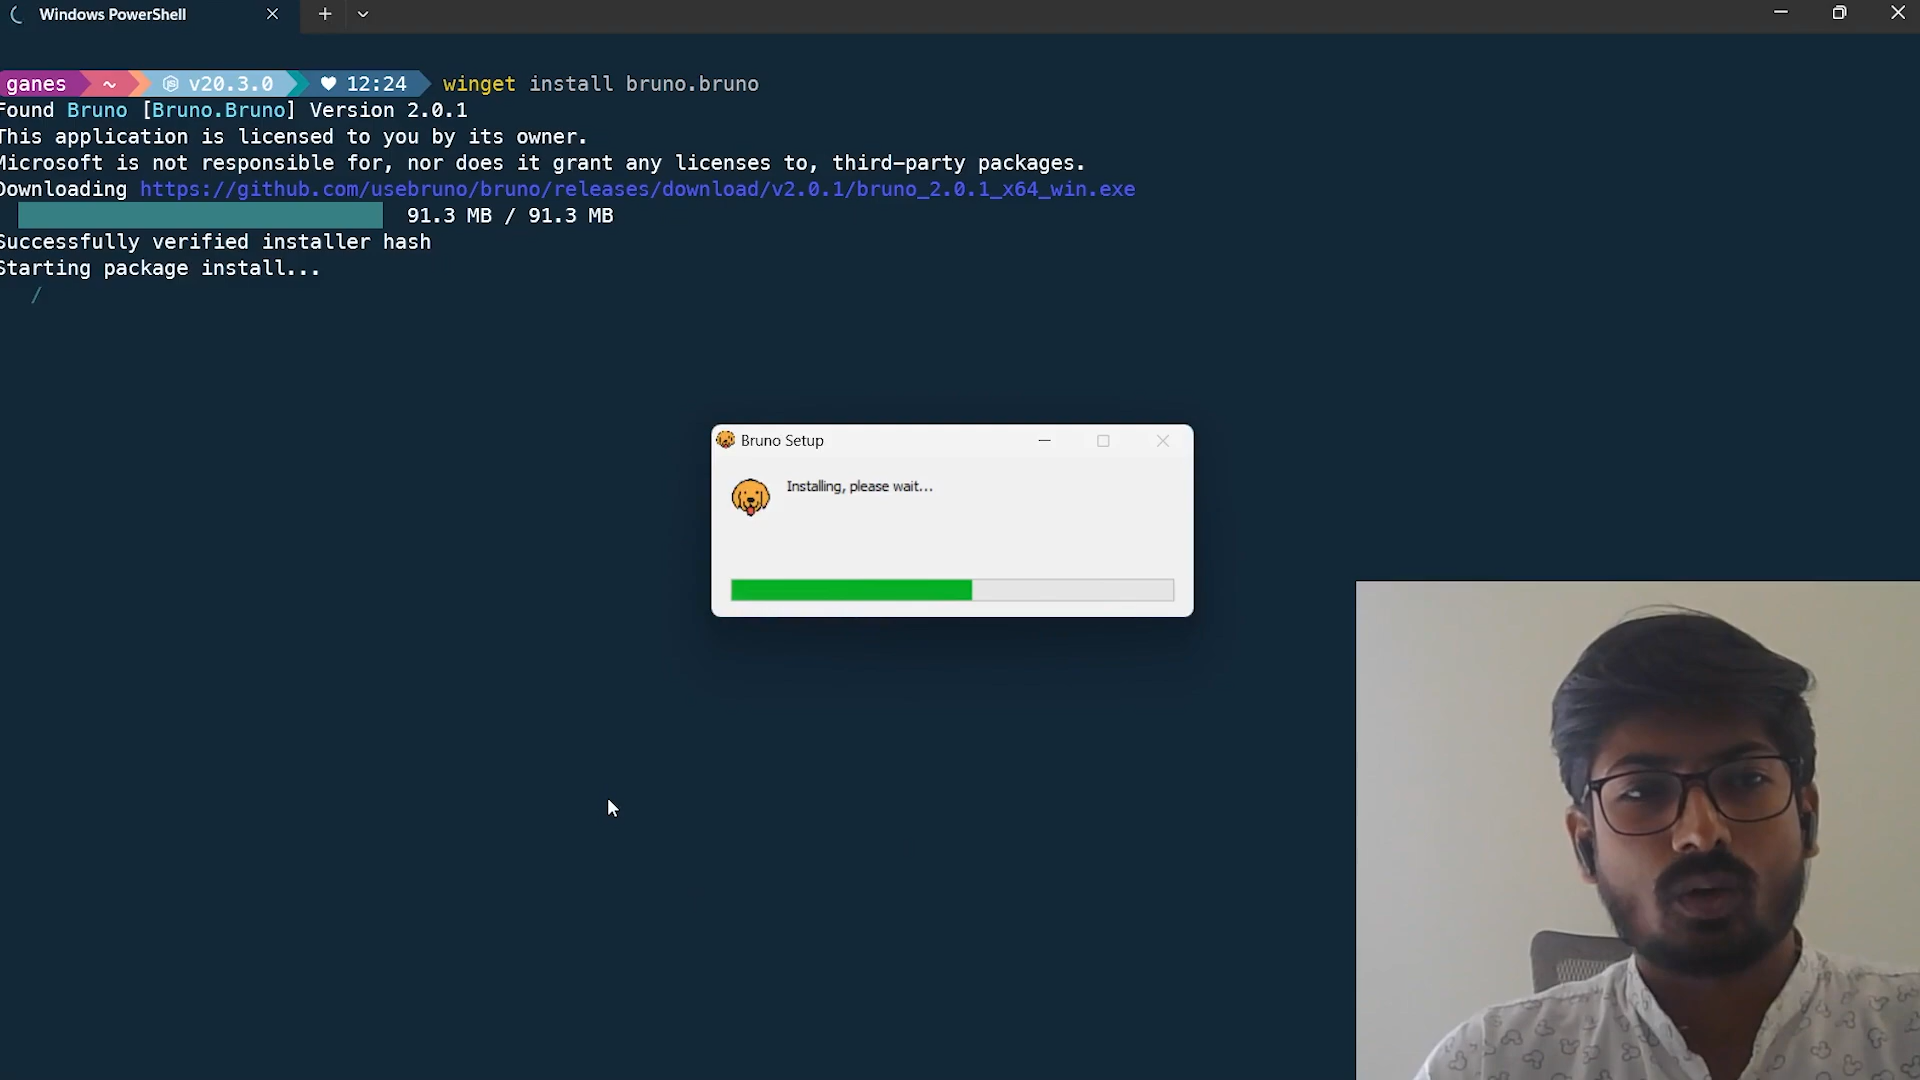 Windows PowerShell
ganes ~ v20.3.0 12:24 winget install bruno.bruno
Found Bruno [Bruno.Bruno] Version 2.0.1
This application is licensed to you by its owner.
Microsoft is not responsible for, nor does it grant any licenses to, third-party packages.
Downloading https://github.com/usebruno/bruno/releases/download/v2.0.1/bruno_2.0.1_x64_win.exe
91.3 MB / 91.3 MB
Successfully verified installer hash
Starting package install...
/
Bruno Setup
Installing, please wait...